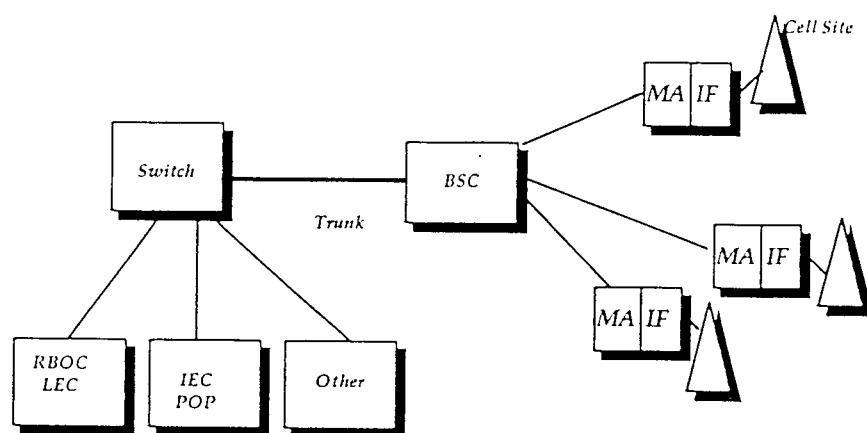 Cell Site
MA IF
Switch
BSC
Trunk
MA IF
MA IF
RBOC
LEC
IEC
POP
Other